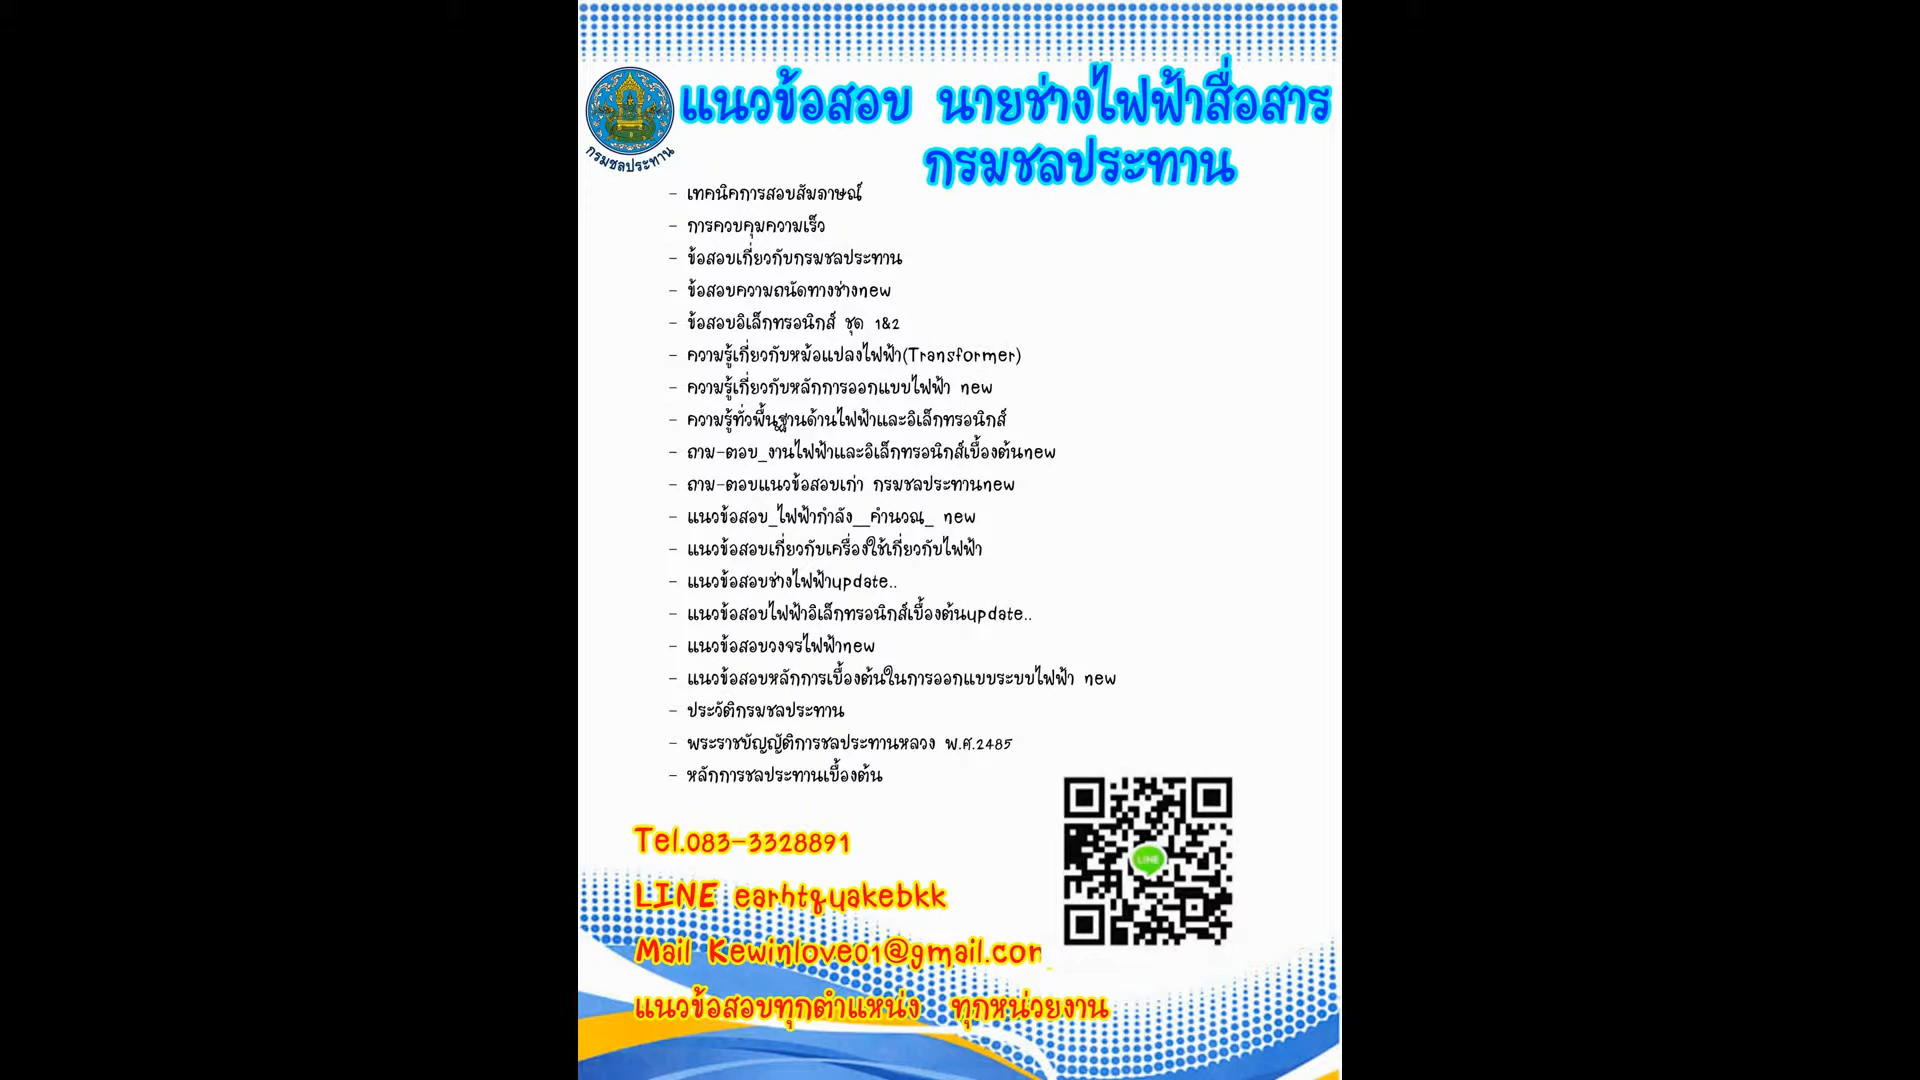 แนวข้อสอบ นายช่างไฟฟ้าสื่อสาร
กรมชลประทาน
กรมชลประทาน
- เทคนิคการสอบสัมภาษณ์
- การควบคุมความเร็ว
- ข้อสอบเกี่ยวกับกรมชลประทาน
- ข้อสอบความถนัดทางช่างnew
- ข้อสอบอิเล็กทรอนิกส์ ชุด 1&2
- ความรู้เกี่ยวกับหม้อแปลงไฟฟ้า(Transformer)
- ความรู้เกี่ยวกับหลักการออกแบบไฟฟ้า new
- ความรู้ทั่วพื้นฐานด้านไฟฟ้าและอิเล็กทรอนิกส์
- ถาม-ตอบ_งานไฟฟ้าและอิเล็กทรอนิกส์เบื้องต้นnew
- ถาม-ตอบแนวข้อสอบเก่า กรมชลประทานnew
- แนวข้อสอบ_ไฟฟ้ากำลัง__คำนวณ_ new
- แนวข้อสอบเกี่ยวกับเครื่องใช้เกี่ยวกับไฟฟ้า
- แนวข้อสอบช่างไฟฟ้าupdate..
- แนวข้อสอบไฟฟ้าอิเล็กทรอนิกส์เบื้องต้นupdate..
- แนวข้อสอบวงจรไฟฟ้าnew
- แนวข้อสอบหลักการเบื้องต้นในการออกแบบระบบไฟฟ้า new
- ประวัติกรมชลประทาน
- พระราชบัญญัติการชลประทานหลวง พ.ศ.2485
- หลักการชลประทานเบื้องต้น
Tel.083-3328891
LINE earhtquakebkk
LINE
Mail Kewinlove01@gmail.com
แนวข้อสอบทุกตำแหน่ง ทุกหน่วยงาน